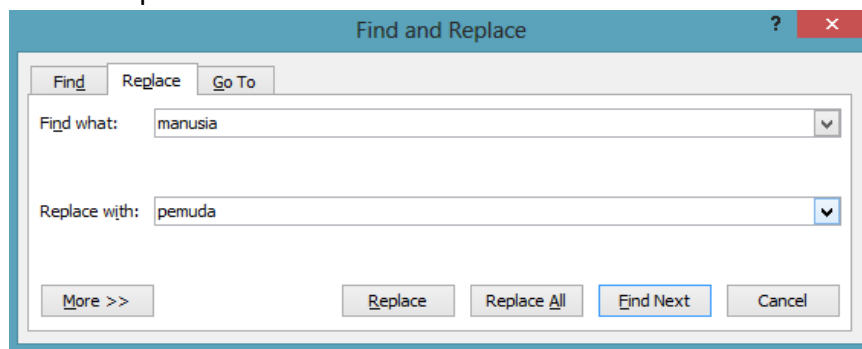 Find and Replace ? ×
Find Replace Go To
Find what: manusia
Replace with: pemuda
More >> Replace Replace All Find Next Cancel